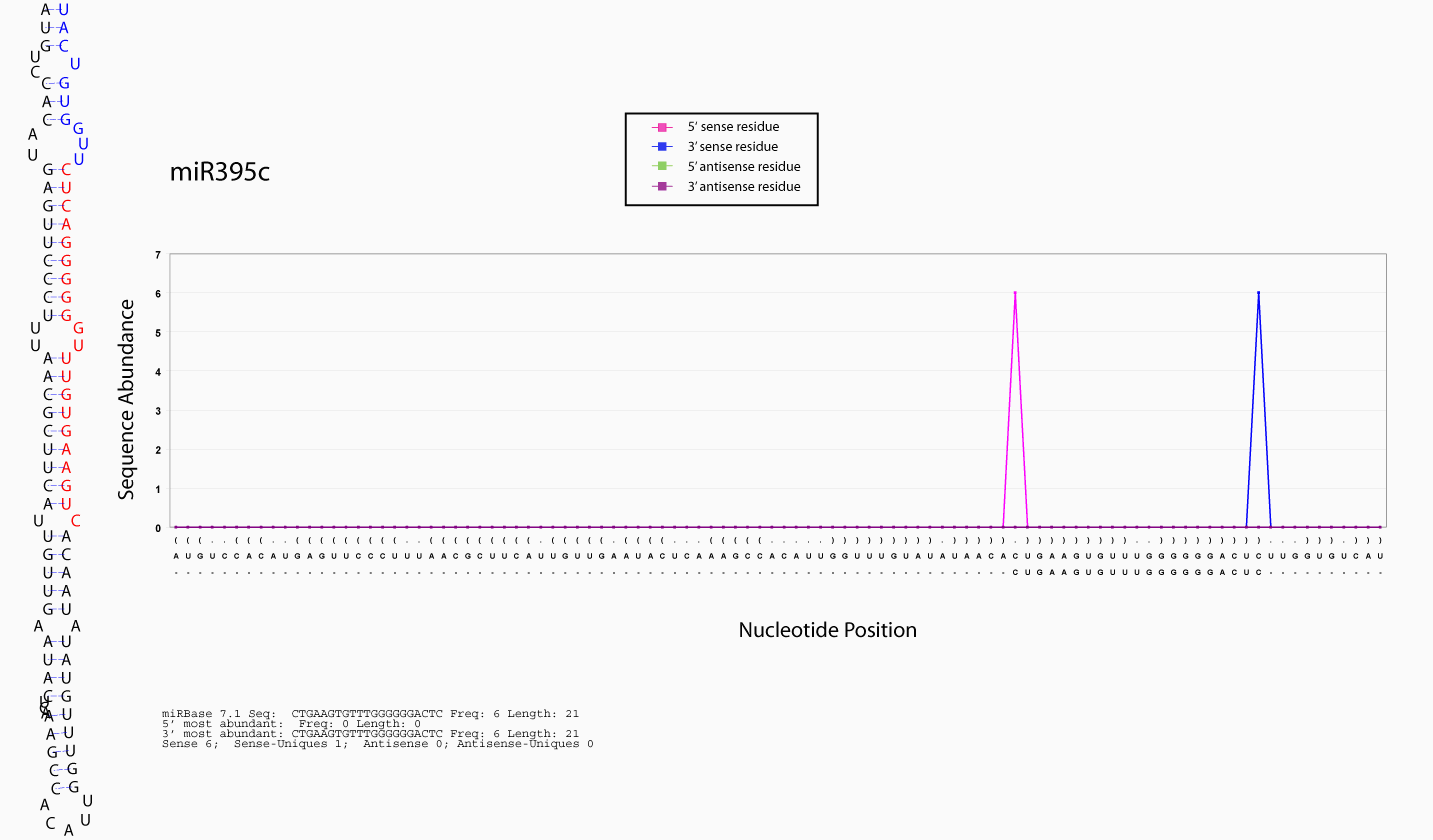 A U
U A
G C
U
U
C
C G
A U
C G
G
A
U
U
U
G C
A U
G C
U A
U G
C G
C G
C G
U G
U G
U U
A U
A U
C G
G U
C G
U A
U A
C G
A U
U C
U A
G C
U A
U A
G U
A A
A U
U A
A U
C G
A U
A U
G U
C G
C G
A U
C U
A
miR395c
5' sense residue
3' sense residue
5' antisense residue
3' antisense residue
Sequence Abundance
7
6
5
4
3
2
1
0
( ( ( . . ( ( ( . . ( ( ( ( ( ( ( ( ( . . ( ( ( ( ( ( ( ( ( . ( ( ( ( ( . ( ( ( ( . . . ( ( ( ( ( . . . . . ) ) ) ) ) ) ) ) ) . ) ) ) ) ) . ) ) ) ) ) ) ) ) ) . . ) ) ) ) ) ) ) ) ) . . . ) ) ) . ) ) )
A U G U C C A C A U G A G U U C C C U U U A A C G C U U C A U U G U U G A A U A C U C A A A G C C A C A U U G G U U U G U A U A U A A C A C U G A A G U G U U U G G G G G G A C U C U U G G U G U C A U
- - - - - - - - - - - - - - - - - - - - - - - - - - - - - - - - - - - - - - - - - - - - - - - - - - - - - - - - - - - - - - - - - - - - - C U G A A G U G U U U G G G G G G A C U C - - - - - - - - - -
Nucleotide Position
miRBase 7.1 Seq: CTGAAGTGTTTGGGGGGACTC Freq: 6 Length: 21
5' most abundant: Freq: 0 Length: 0
3' most abundant: CTGAAGTGTTTGGGGGGACTC Freq: 6 Length: 21
Sense 6; Sense-Uniques 1; Antisense 0; Antisense-Uniques 0